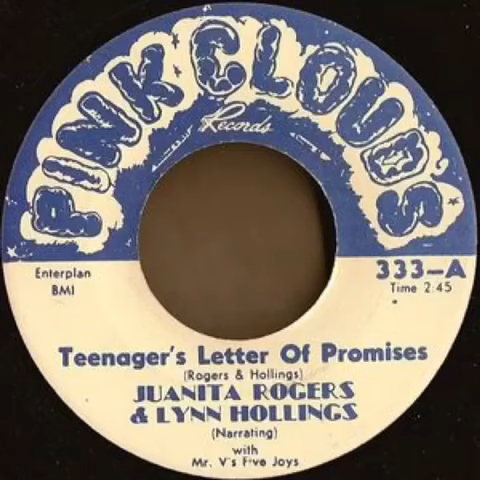 PINK CLOUDS
Records
Enterplan
BMI
333-A
Time 2:45
Teenager's Letter Of Promises
(Rogers & Hollings)
JUANITA ROGERS
& LYNN HOLLINGS
(Narrating)
with
Mr. V's Five Joys